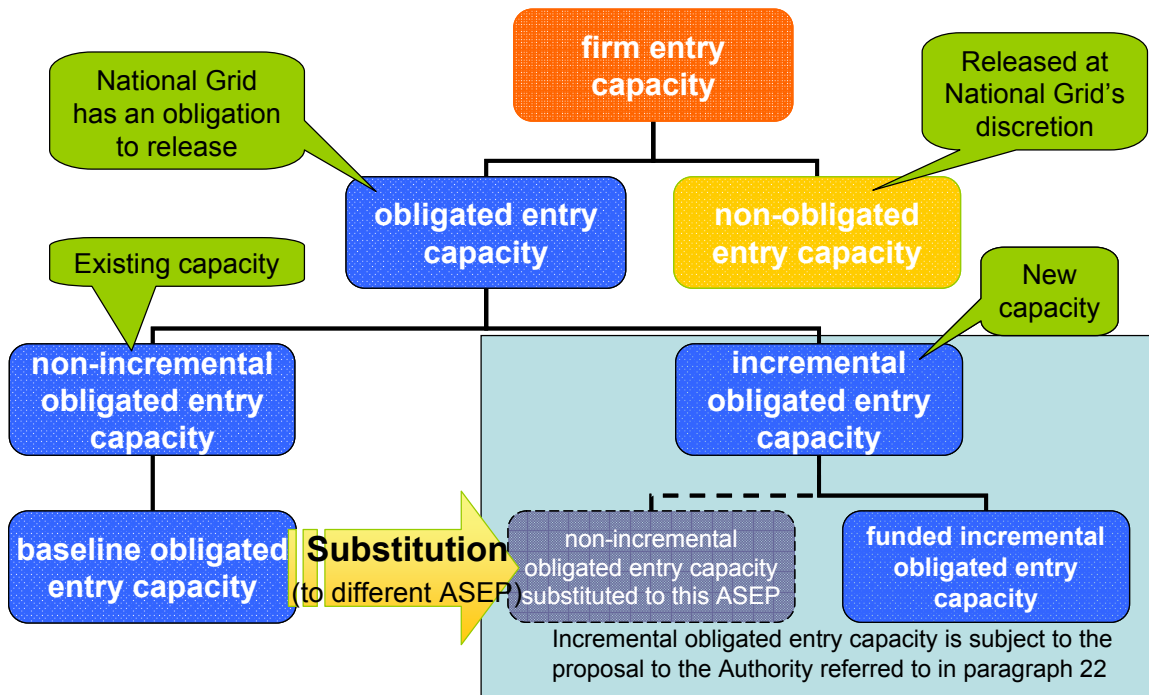 firm entry
capacity
National Grid
has an obligation
to release
Released at
National Grid's
discretion
obligated entry
capacity
non-obligated
entry capacity
Existing capacity
New
capacity
non-incremental
obligated entry
capacity
incremental
obligated entry
capacity
baseline obligated
entry capacity
Substitution
(to different ASEP)
non-incremental
obligated entry capacity
substituted to this ASEP
funded incremental
obligated entry
capacity
Incremental obligated entry capacity is subject to the
proposal to the Authority referred to in paragraph 22